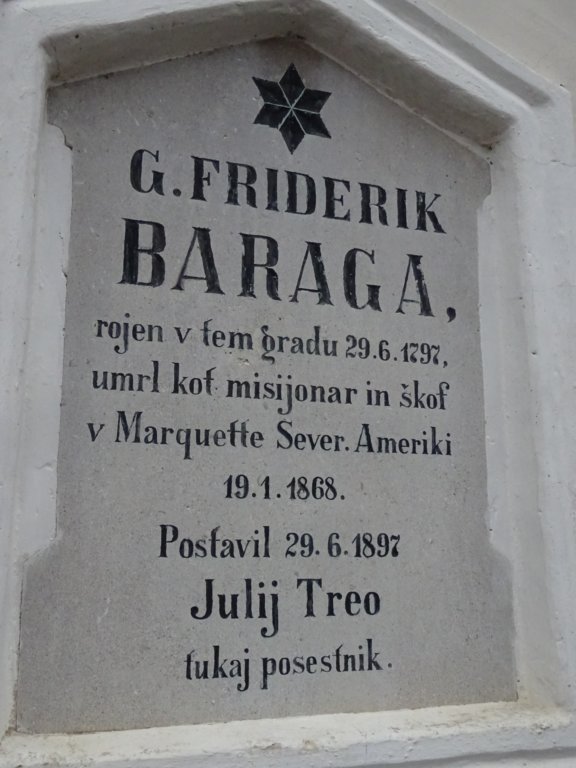 G. FRIDERIK
BARAGA,
rojen v tem gradu 29.6.1797,
umrl kot misijonar in škof
v Marquette Sever. Ameriki
19.1.1868.
Postavil 29.6.1897
Julij Treo
tukaj posestnik.